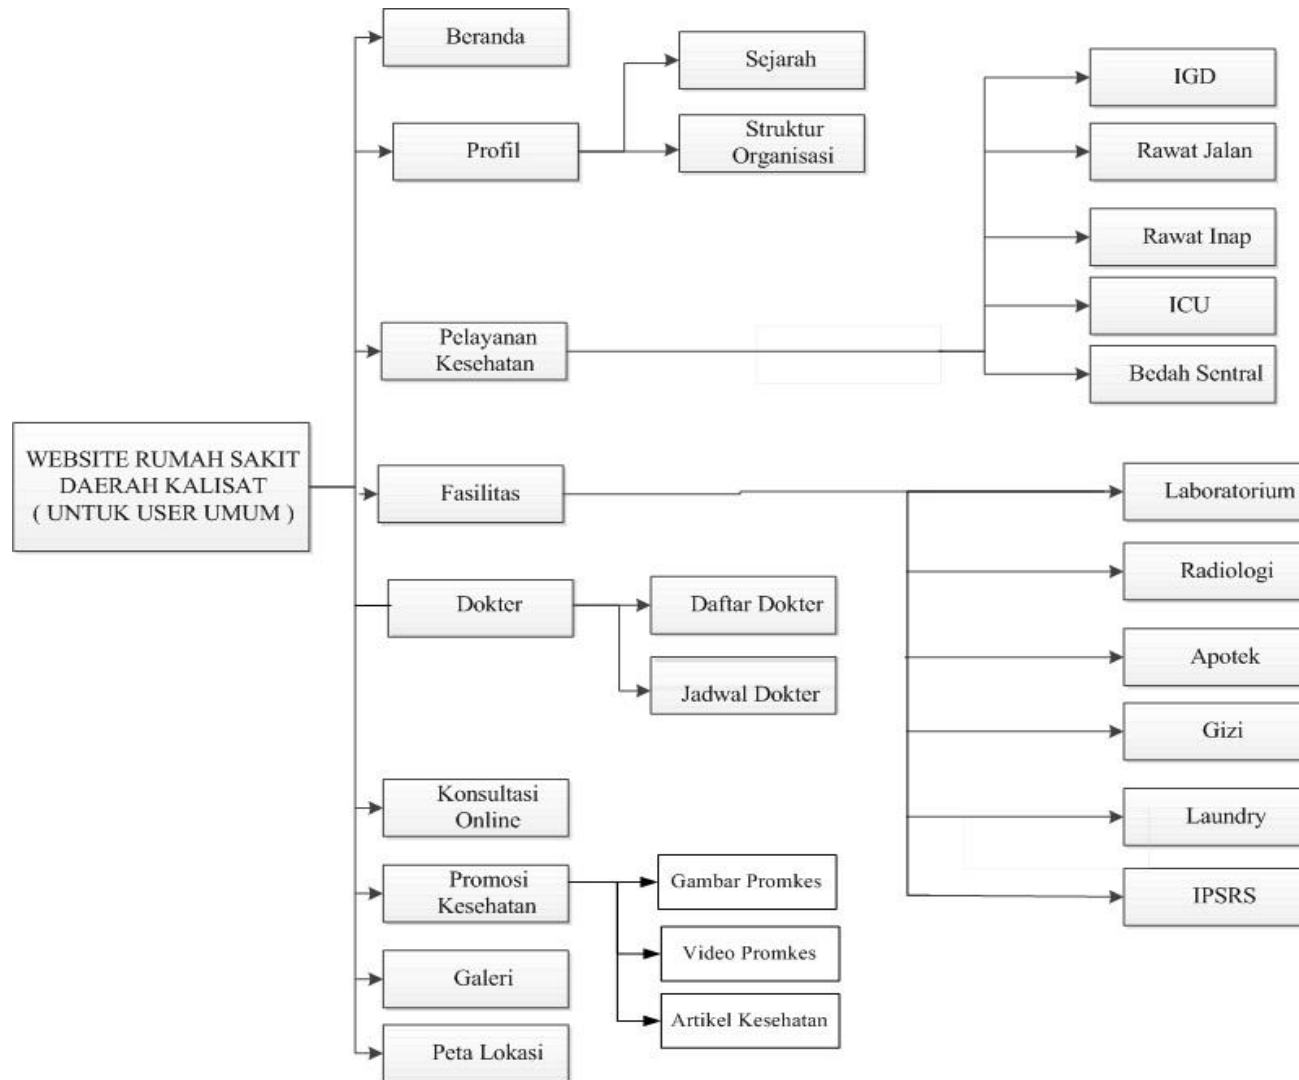 Beranda
Profil
Sejarah
Struktur
Organisasi
Pelayanan
Kesehatan
IGD
Rawat Jalan
Rawat Inap
ICU
Bedah Sentral
WEBSITE RUMAH SAKIT
DAERAH KALISAT
( UNTUK USER UMUM )
Fasilitas
Laboratorium
Radiologi
Apotek
Gizi
Laundry
IPSRS
Dokter
Daftar Dokter
Jadwal Dokter
Konsultasi
Online
Promosi
Kesehatan
Gambar Promkes
Video Promkes
Artikel Kesehatan
Galeri
Peta Lokasi